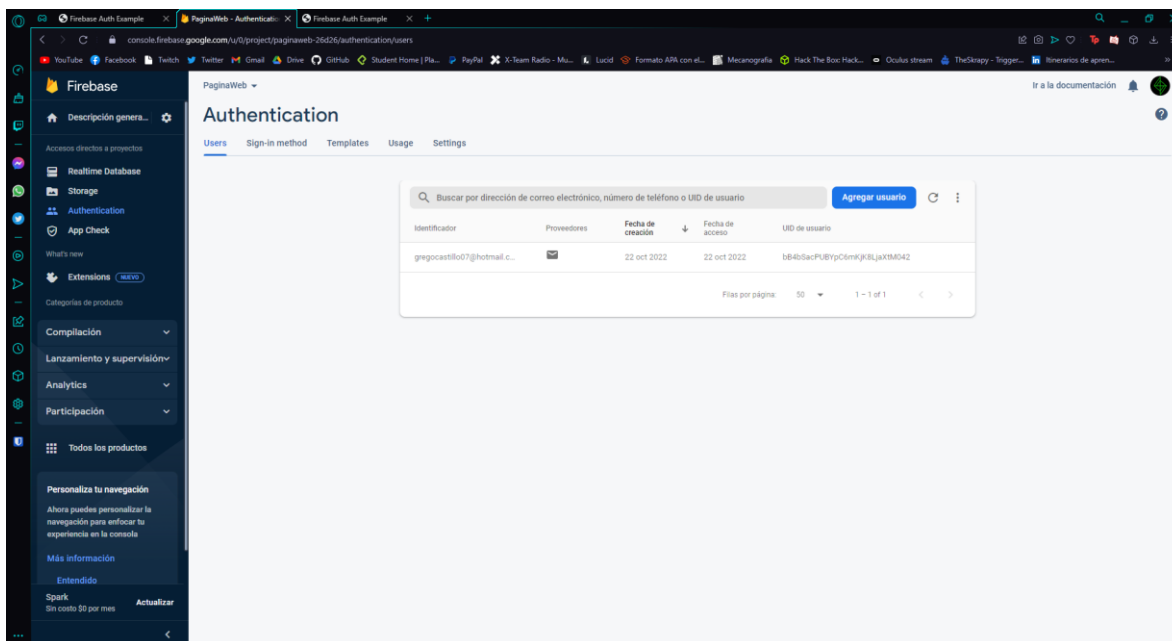 Firebase Auth Example
PaginaWeb - Authenticatio
Firebase Auth Example
console.firebase.google.com/u/0/project/paginaweb-26d26/authentication/users
YouTube Facebook Twitch Twitter Gmail Drive GitHub Student Home | Pla... PayPal X-Team Radio - Mu... Lucid Formato APA con el... Mecanografia Hack The Box: Hack... Oculus stream TheSkrapy - Trigger... Itinerarios de apren...
Firebase
PaginaWeb
Ir a la documentación
Descripción genera...
Authentication
Users Sign-in method Templates Usage Settings
Accesos directos a proyectos
Realtime Database
Storage
Authentication
App Check
What's new
Extensions NUEVO
Categorías de producto
Compilación
Lanzamiento y supervisión
Analytics
Participación
Todos los productos
Personaliza tu navegación
Ahora puedes personalizar la
navegación para enfocar tu
experiencia en la consola
Más información
Entendido
Spark
Sin costo $0 por mes
Actualizar
Buscar por dirección de correo electrónico, número de teléfono o UID de usuario
Agregar usuario
Identificador Proveedores Fecha de creación Fecha de acceso UID de usuario
gregocastillo07@hotmail.c... 22 oct 2022 22 oct 2022
Filas por página: 50 1 – 1 of 1